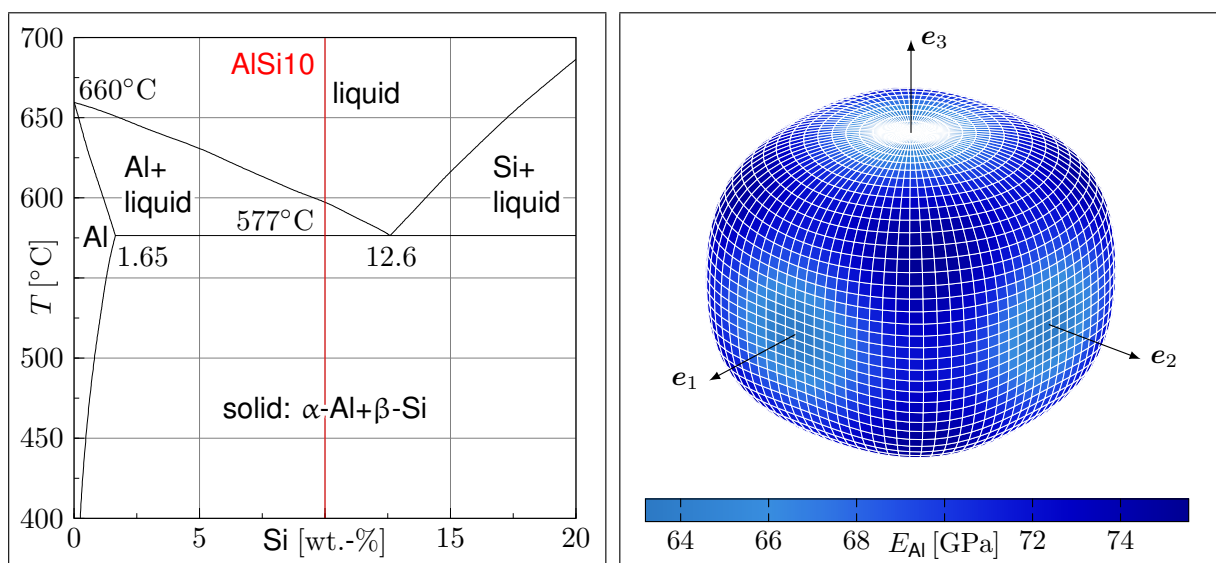 700
650
600
550
500
450
400
T [°C]
0
5
15
20
Si [wt.-%]
AlSi10
660°C
liquid
Al+
liquid
Si+
liquid
577°C
Al
1.65
12.6
solid: α-Al+β-Si
e3
e1
e2
64
66
68
72
74
EAl [GPa]